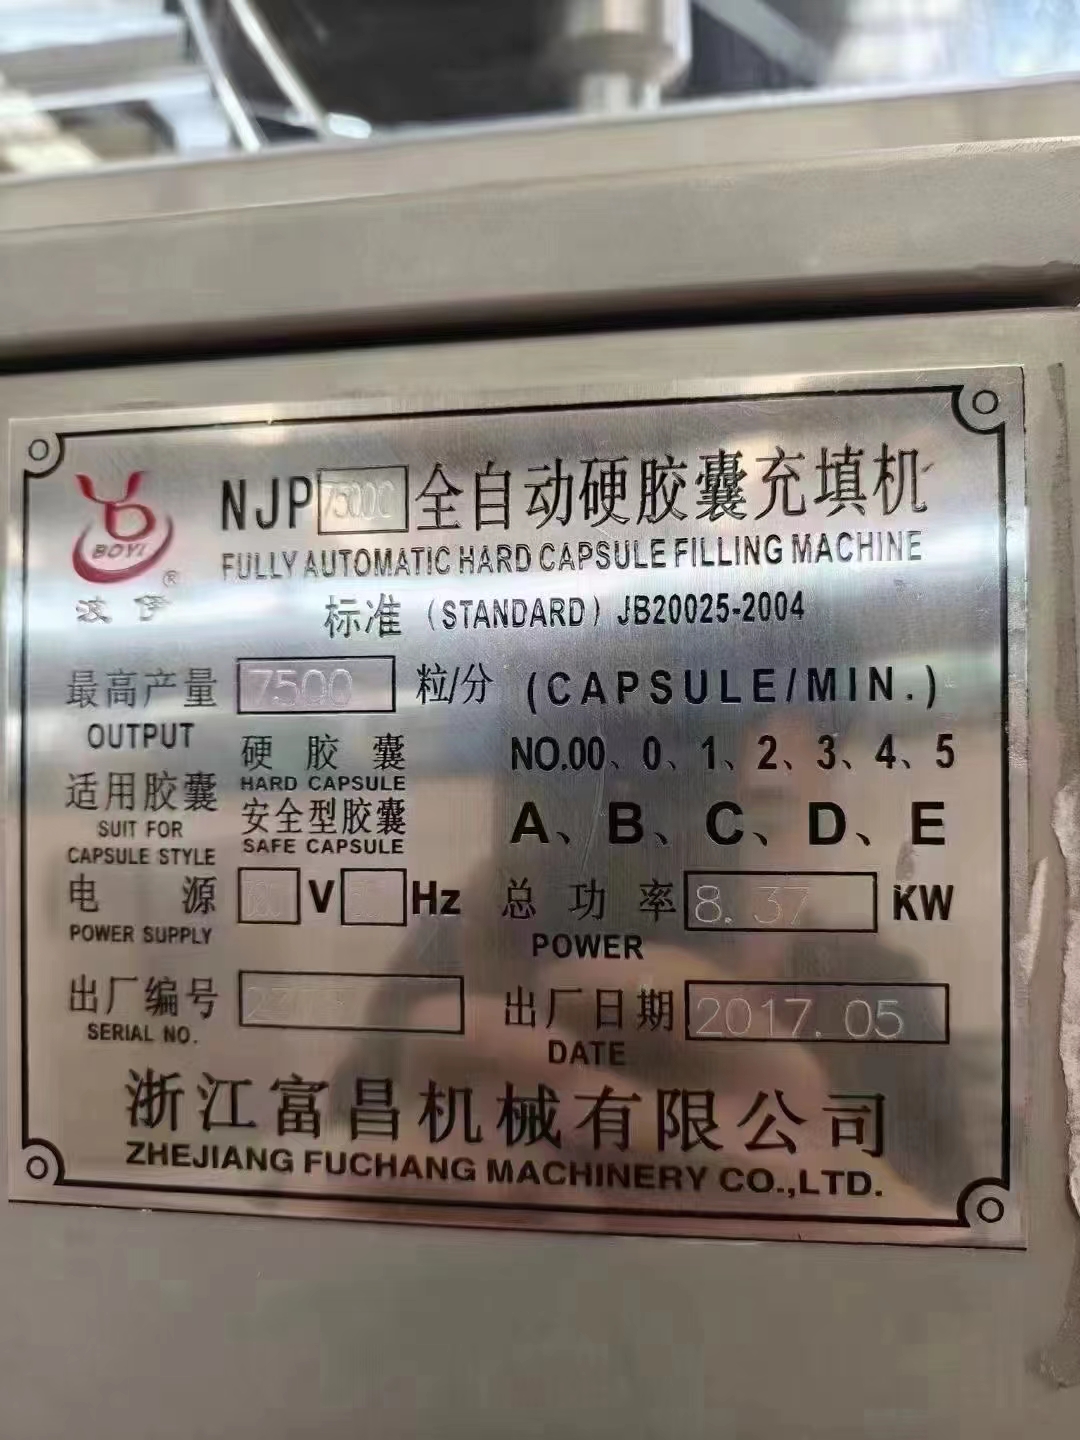 BOYI
®
波伊
NJP 全自动硬胶囊充填机
FULLY AUTOMATIC HARD CAPSULE FILLING MACHINE
标准 (STANDARD) JB20025-2004
最高产量 7500 粒/分 (CAPSULE/MIN.)
OUTPUT
适用胶囊 硬胶囊 NO.00、0、1、2、3、4、5
SUIT FOR HARD CAPSULE
CAPSULE STYLE 安全型胶囊 A、B、C、D、E
SAFE CAPSULE
电源 V Hz 总功率 8.37 KW
POWER SUPPLY POWER
出厂编号 出厂日期 2017.05
SERIAL NO. DATE
浙江富昌机械有限公司
ZHEJIANG FUCHANG MACHINERY CO.,LTD.